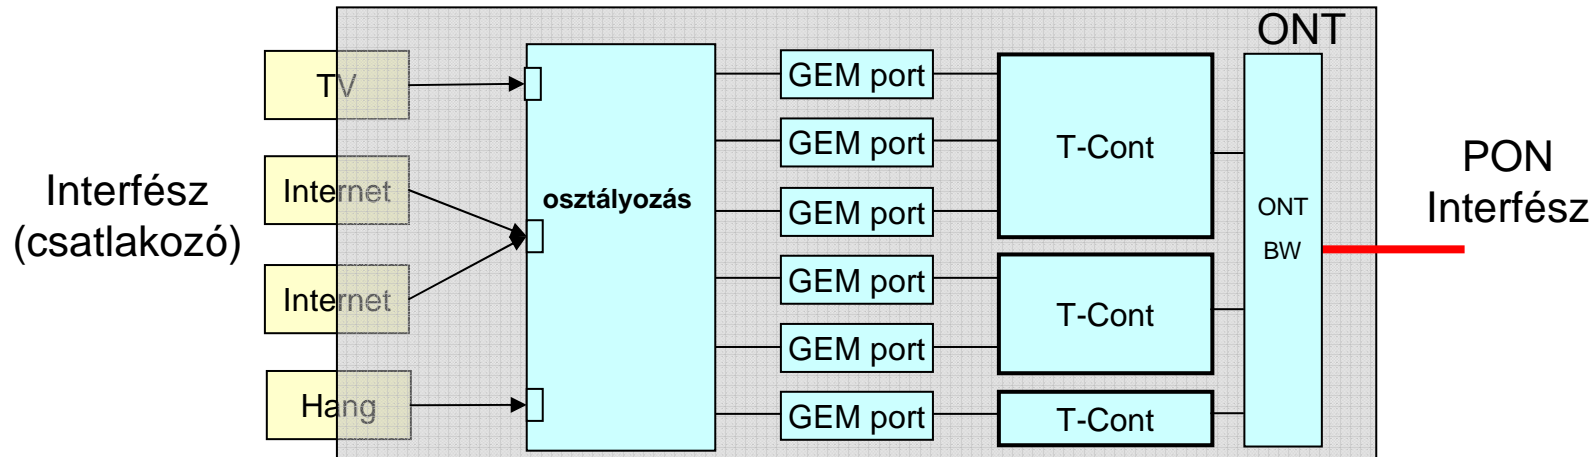 ONT
TV
Internet
Internet
Hang
Interfész
(csatlakozó)
osztályozás
GEM port
GEM port
GEM port
GEM port
GEM port
GEM port
T-Cont
T-Cont
T-Cont
ONT
BW
PON
Interfész